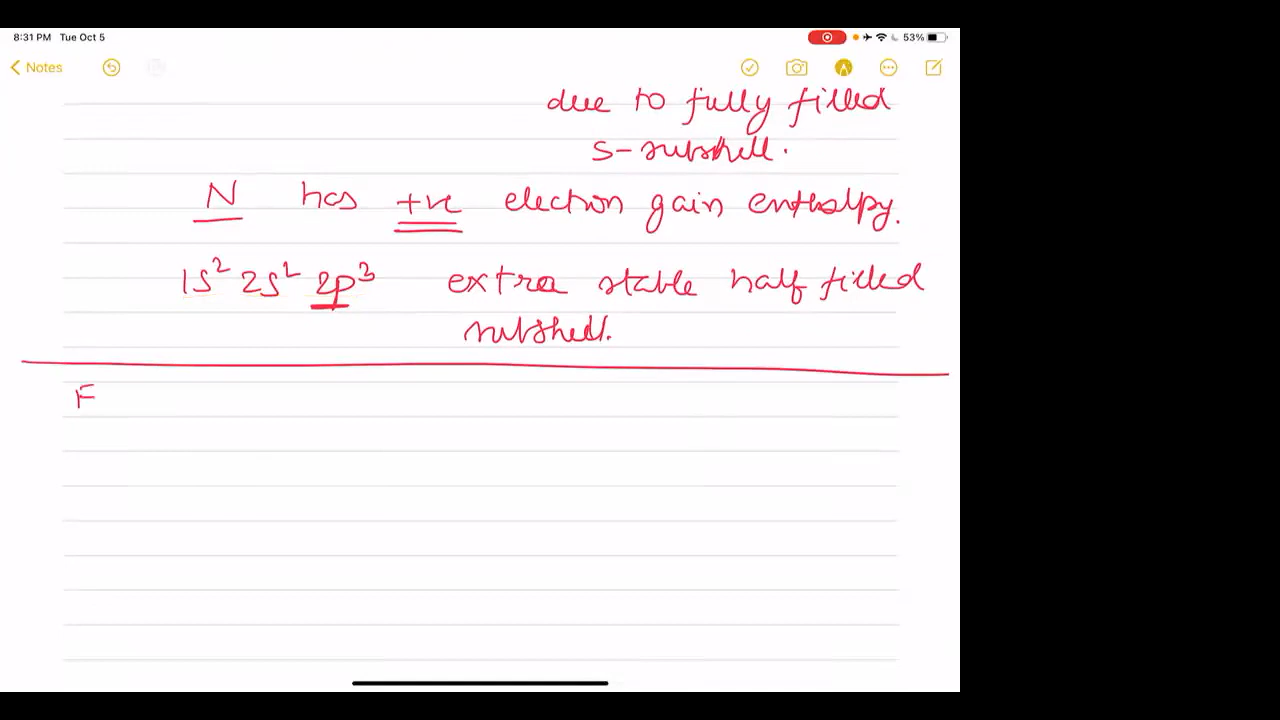 8:31 PM Tue Oct 5
53%
Notes
due to fully filled
s-subshell.
N has +ve electron gain enthalpy.
1s² 2s² 2p³ extra stable half filled
subshell.
F